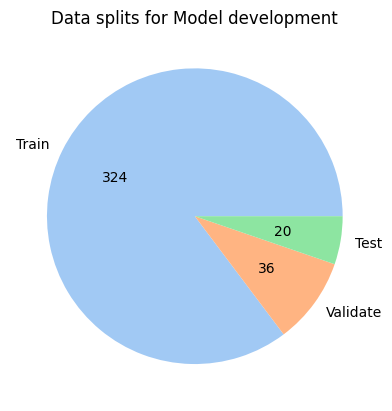 Data splits for Model development
Train
324
20
Test
36
Validate